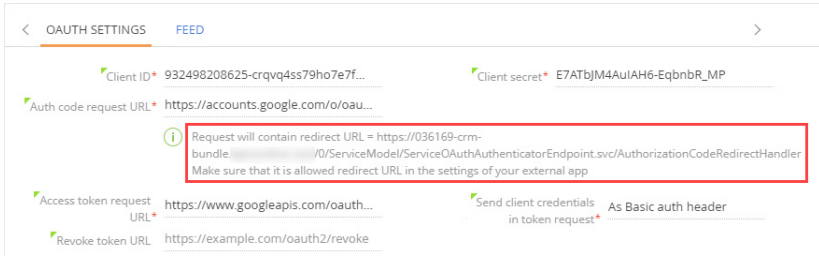 OAUTH SETTINGS FEED
Client ID* 932498208625-crqvq4ss79ho7e7f... Client secret* E7ATbJM4AuIAH6-EqbnbR_MP
Auth code request URL* https://accounts.google.com/o/oau...
Request will contain redirect URL = https://036169-crm-
bundle. /0/ServiceModel/ServiceOAuthAuthenticatorEndpoint.svc/AuthorizationCodeRedirectHandler
Make sure that it is allowed redirect URL in the settings of your external app
Access token request URL* https://www.googleapis.com/oauth... Send client credentials in token request* As Basic auth header
Revoke token URL https://example.com/oauth2/revoke